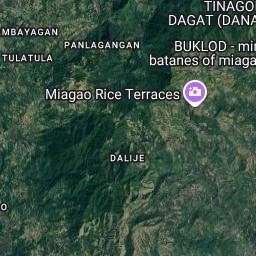 TINAGO
DAGAT (DANA
AMBAYAGAN
PANLAGANGAN
BUKLOD - mi
batanes of miaga
TULATULA
Miagao Rice Terraces
DALIJE
O